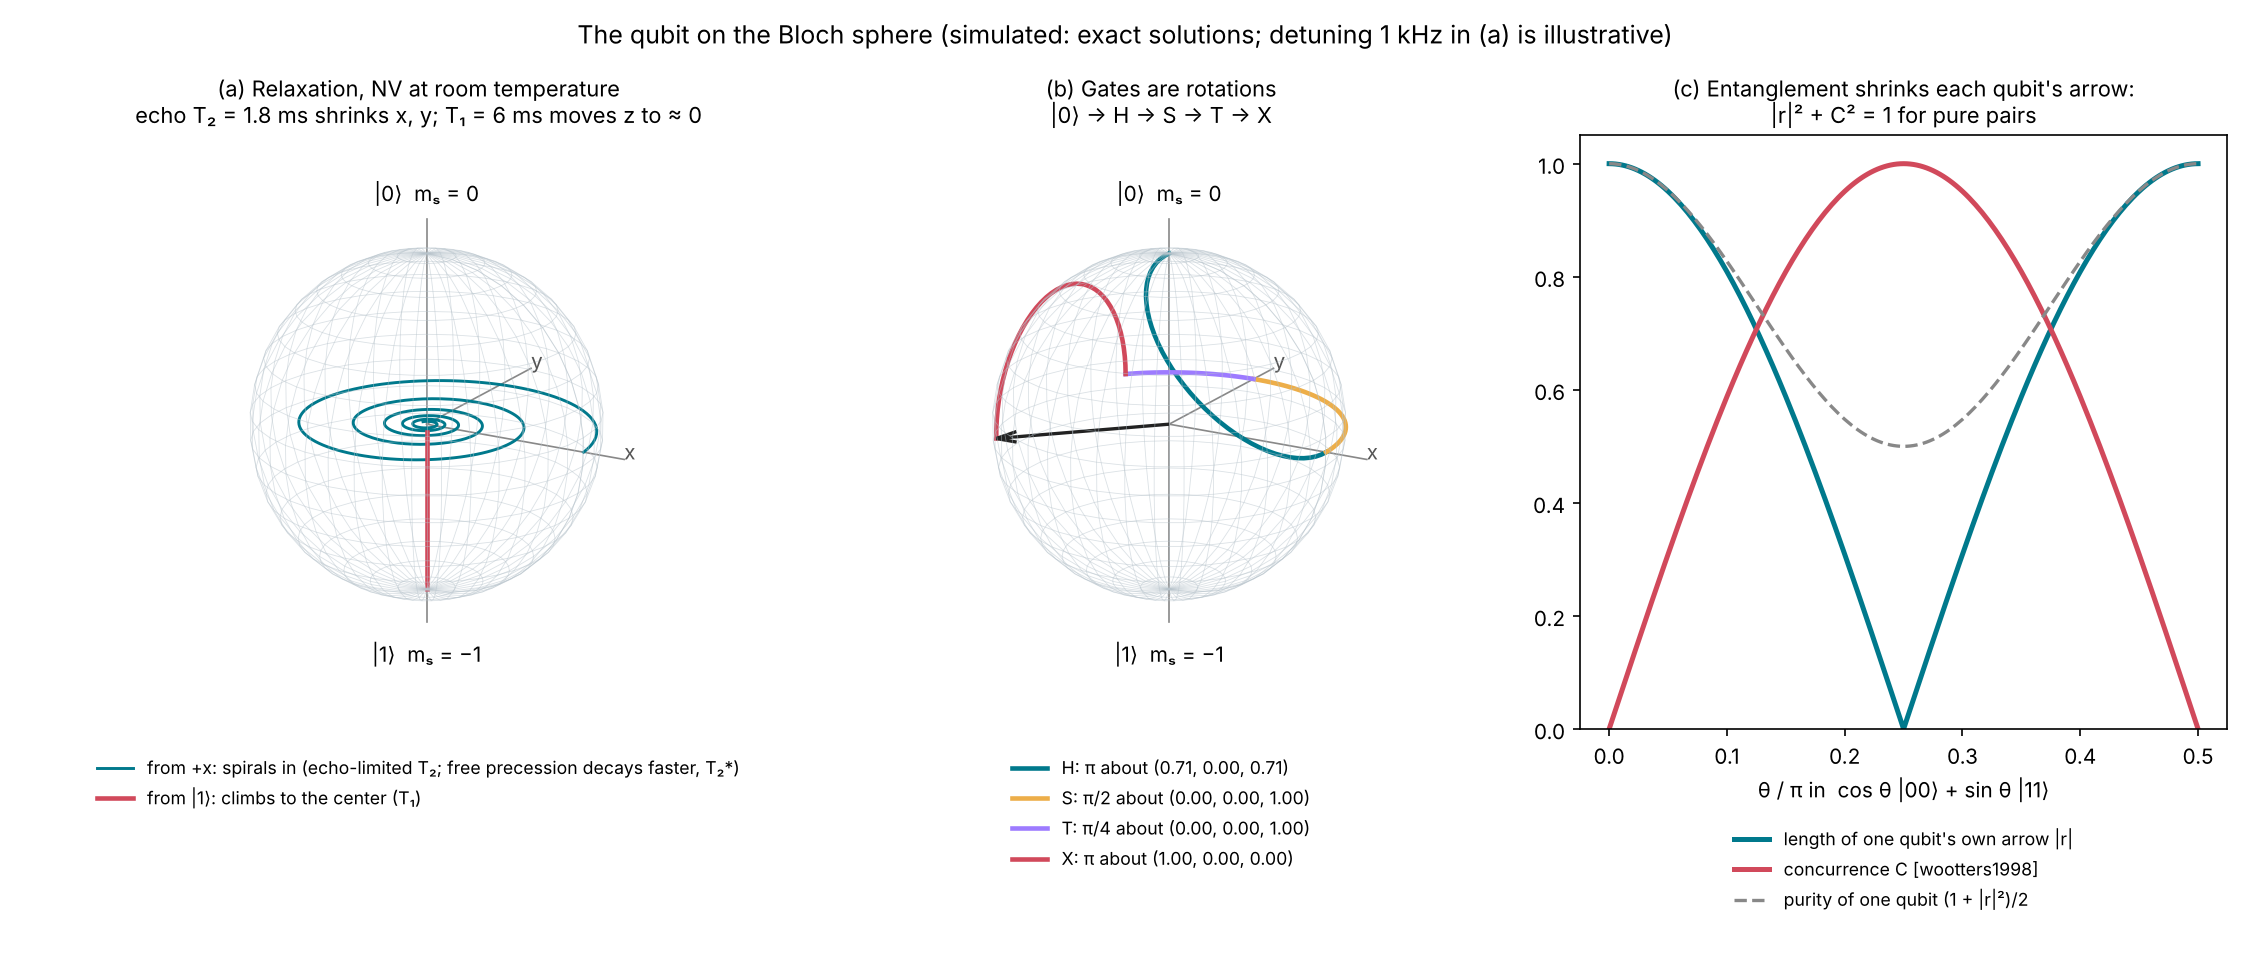 The qubit on the Bloch sphere (simulated: exact solutions; detuning 1 kHz in (a) is illustrative)
(a) Relaxation, NV at room temperature
echo T₂ = 1.8 ms shrinks x, y; T₁ = 6 ms moves z to ≈ 0
|0⟩ mₛ = 0
y
x
|1⟩ mₛ = −1
from +x: spirals in (echo-limited T₂; free precession decays faster, T₂*)
from |1⟩: climbs to the center (T₁)
(b) Gates are rotations
|0⟩ → H → S → T → X
|0⟩ mₛ = 0
y
x
|1⟩ mₛ = −1
H: π about (0.71, 0.00, 0.71)
S: π/2 about (0.00, 0.00, 1.00)
T: π/4 about (0.00, 0.00, 1.00)
X: π about (1.00, 0.00, 0.00)
(c) Entanglement shrinks each qubit's arrow:
|r|² + C² = 1 for pure pairs
1.0
0.8
0.6
0.4
0.2
0.0
0.0 0.1 0.2 0.3 0.4 0.5
θ / π in cos θ |00⟩ + sin θ |11⟩
length of one qubit's own arrow |r|
concurrence C [wootters1998]
purity of one qubit (1 + |r|²)/2